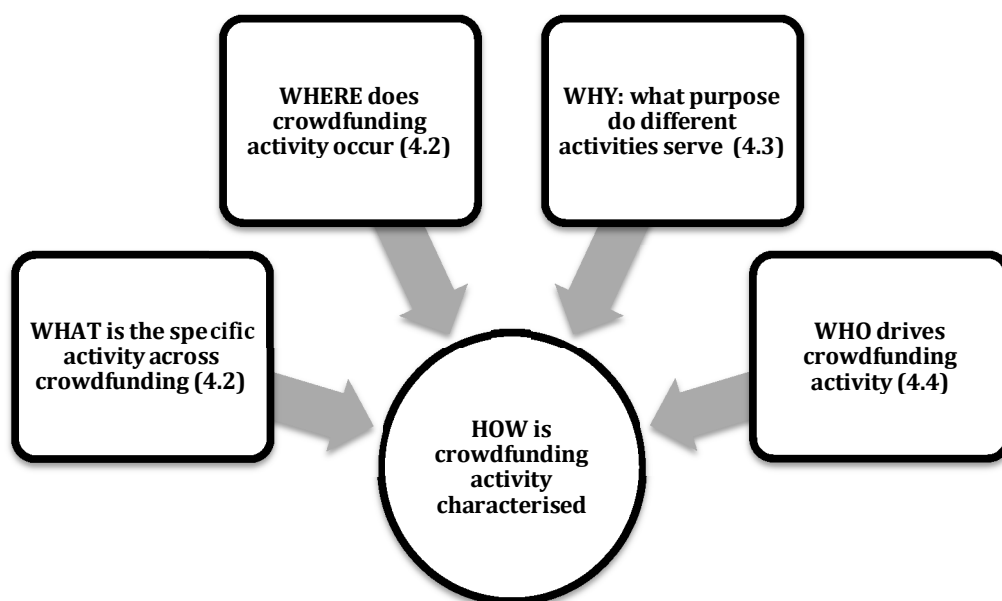 WHERE does
crowdfunding
activity occur (4.2)
WHY: what purpose
do different
activities serve (4.3)
WHAT is the specific
activity across
crowdfunding (4.2)
WHO drives
crowdfunding
activity (4.4)
HOW is
crowdfunding
activity
characterised